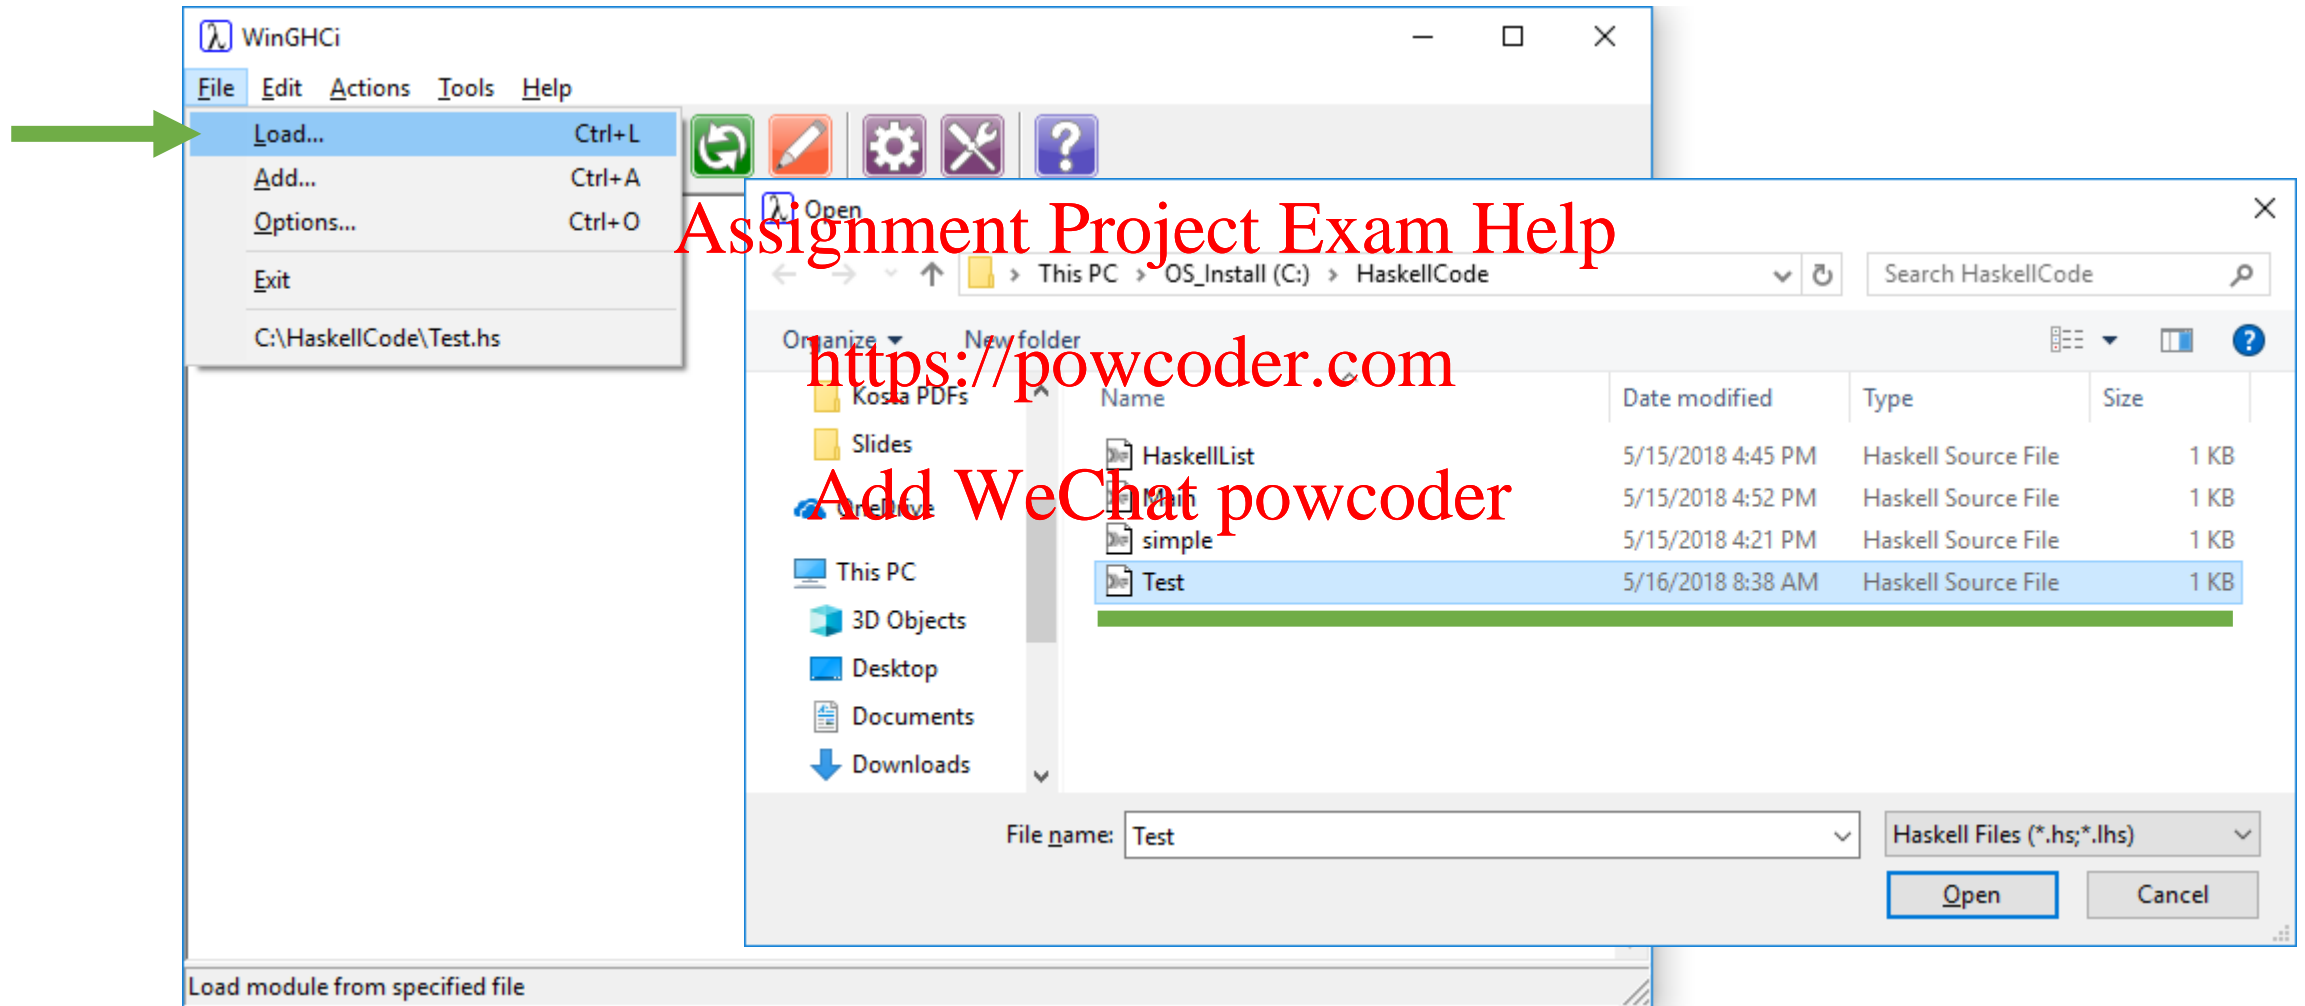 WinGHCi
File Edit Actions Tools Help
Load... Ctrl+L
Add... Ctrl+A
Options... Ctrl+O
Exit
C:\HaskellCode\Test.hs
Open
Assignment Project Exam Help
This PC > OS_Install (C:) > HaskellCode
Search HaskellCode
Organize New folder
https://powcoder.com
Kosta PDFs
Slides
OneDrive
This PC
3D Objects
Desktop
Documents
Downloads
Name Date modified Type Size
HaskellList 5/15/2018 4:45 PM Haskell Source File 1 KB
Add WeChat powcoder
Main 5/15/2018 4:52 PM Haskell Source File 1 KB
simple 5/15/2018 4:21 PM Haskell Source File 1 KB
Test 5/16/2018 8:38 AM Haskell Source File 1 KB
File name: Test
Haskell Files (*.hs;*.lhs)
Open Cancel
Load module from specified file